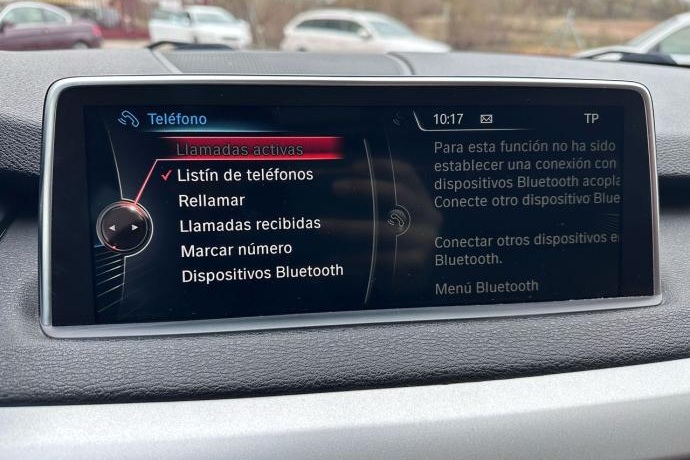 Teléfono
10:17
TP
Llamadas activas
Listín de teléfonos
Rellamar
Llamadas recibidas
Marcar número
Dispositivos Bluetooth
Para esta función no ha sido
establecer una conexión con
dispositivos Bluetooth acopla
Conecte otro dispositivo Blue
Conectar otros dispositivos e
Bluetooth.
Menú Bluetooth